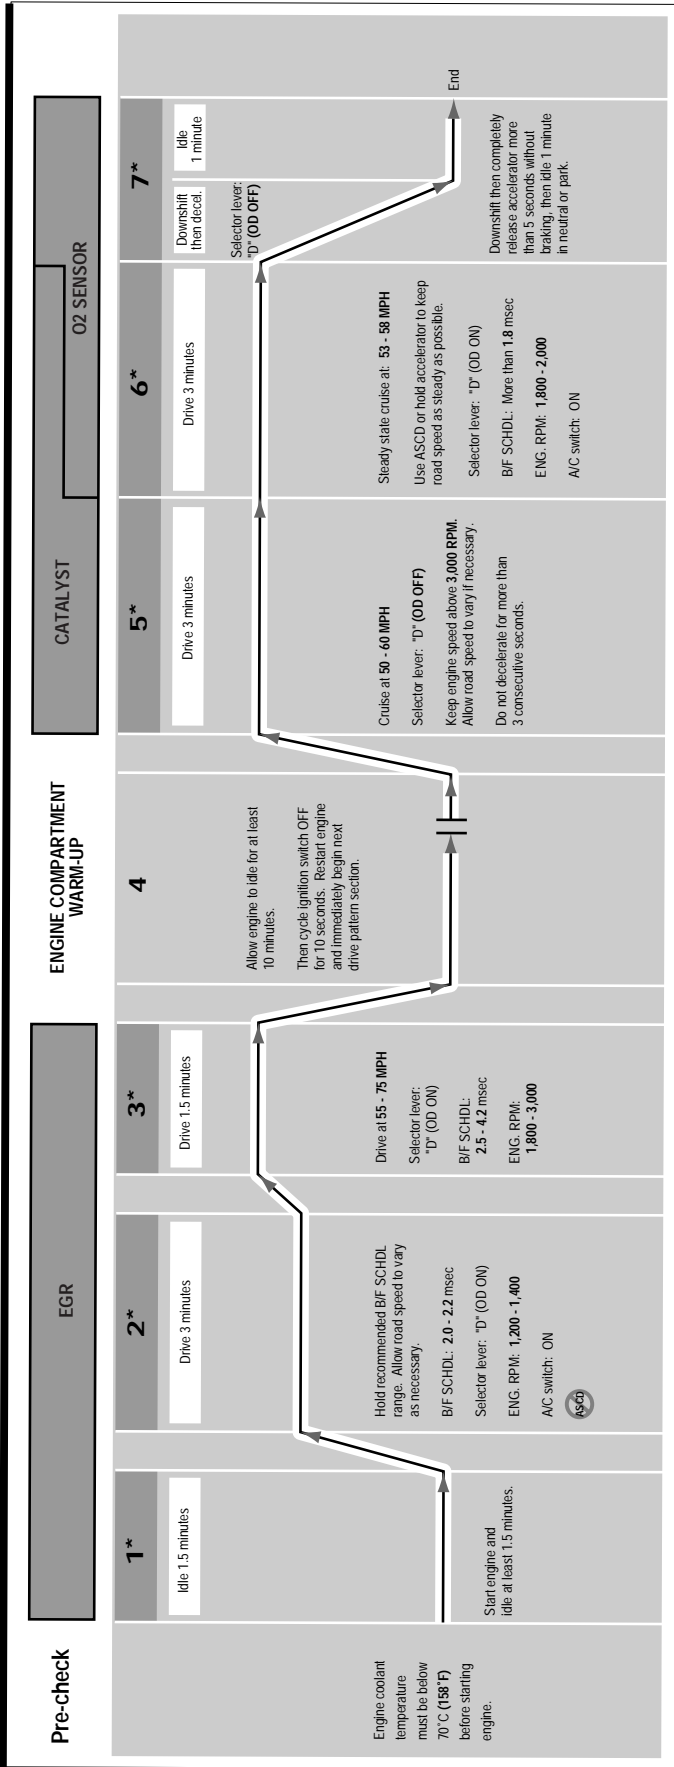 Pre-check
EGR
ENGINE COMPARTMENT
WARM-UP
CATALYST
O2 SENSOR
Engine coolant
temperature
must be below
70˚C (158˚F)
before starting
engine.
1*
Idle 1.5 minutes
Start engine and
idle at least 1.5 minutes.
2*
Drive 3 minutes
Hold recommended B/F SCHDL
range. Allow road speed to vary
as necessary.
B/F SCHDL: 2.0 - 2.2 msec
Selector lever: "D" (OD ON)
ENG. RPM: 1,200 - 1,400
A/C switch: ON
ASCD
3*
Drive 1.5 minutes
Drive at 55 - 75 MPH
Selector lever:
"D" (OD ON)
B/F SCHDL:
2.5 - 4.2 msec
ENG. RPM:
1,800 - 3,000
4
Allow engine to idle for at least
10 minutes.
Then cycle ignition switch OFF
for 10 seconds. Restart engine
and immediately begin next
drive pattern section.
5*
Drive 3 minutes
Cruise at 50 - 60 MPH
Selector lever: "D" (OD OFF)
Keep engine speed above 3,000 RPM.
Allow road speed to vary if necessary.
Do not decelerate for more than
3 consecutive seconds.
6*
Drive 3 minutes
Steady state cruise at: 53 - 58 MPH
Use ASCD or hold accelerator to keep
road speed as steady as possible.
Selector lever: "D" (OD ON)
B/F SCHDL: More than 1.8 msec
ENG. RPM: 1,800 - 2,000
A/C switch: ON
7*
Downshift
then decel.
Idle
1 minute
Selector lever:
"D" (OD OFF)
End
Downshift then completely
release accelerator more
than 5 seconds without
braking, then idle 1 minute
in neutral or park.